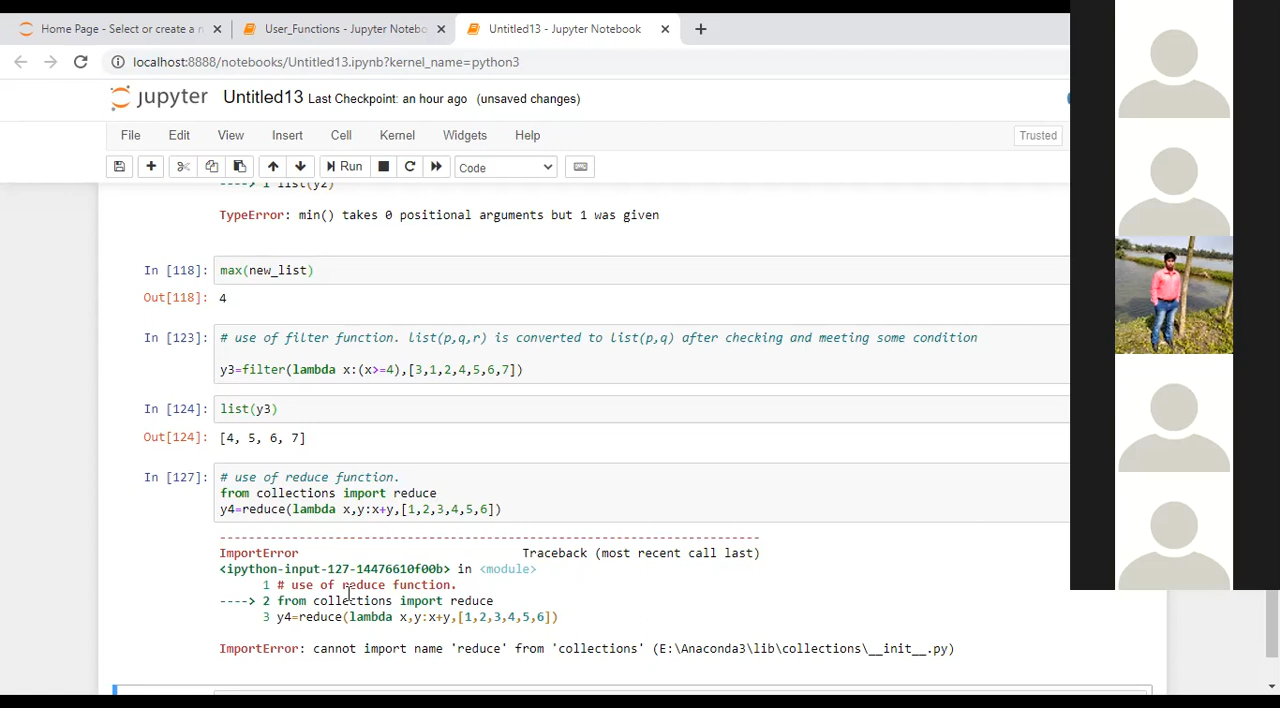 Home Page - Select or create a n
User_Functions - Jupyter Notebo
Untitled13 - Jupyter Notebook
localhost:8888/notebooks/Untitled13.ipynb?kernel_name=python3
jupyter Untitled13 Last Checkpoint: an hour ago (unsaved changes)
File Edit View Insert Cell Kernel Widgets Help Trusted
Run Code
----> 1 list(y2)
TypeError: min() takes 0 positional arguments but 1 was given
In [118]: max(new_list)
Out[118]: 4
In [123]: # use of filter function. list(p,q,r) is converted to list(p,q) after checking and meeting some condition
y3=filter(lambda x:(x>=4),[3,1,2,4,5,6,7])
In [124]: list(y3)
Out[124]: [4, 5, 6, 7]
In [127]: # use of reduce function.
from collections import reduce
y4=reduce(lambda x,y:x+y,[1,2,3,4,5,6])
---------------------------------------------------------------------------
ImportError Traceback (most recent call last)
<ipython-input-127-14476610f00b> in <module>
1 # use of reduce function.
----> 2 from collections import reduce
3 y4=reduce(lambda x,y:x+y,[1,2,3,4,5,6])
ImportError: cannot import name 'reduce' from 'collections' (E:\Anaconda3\lib\collections\__init__.py)